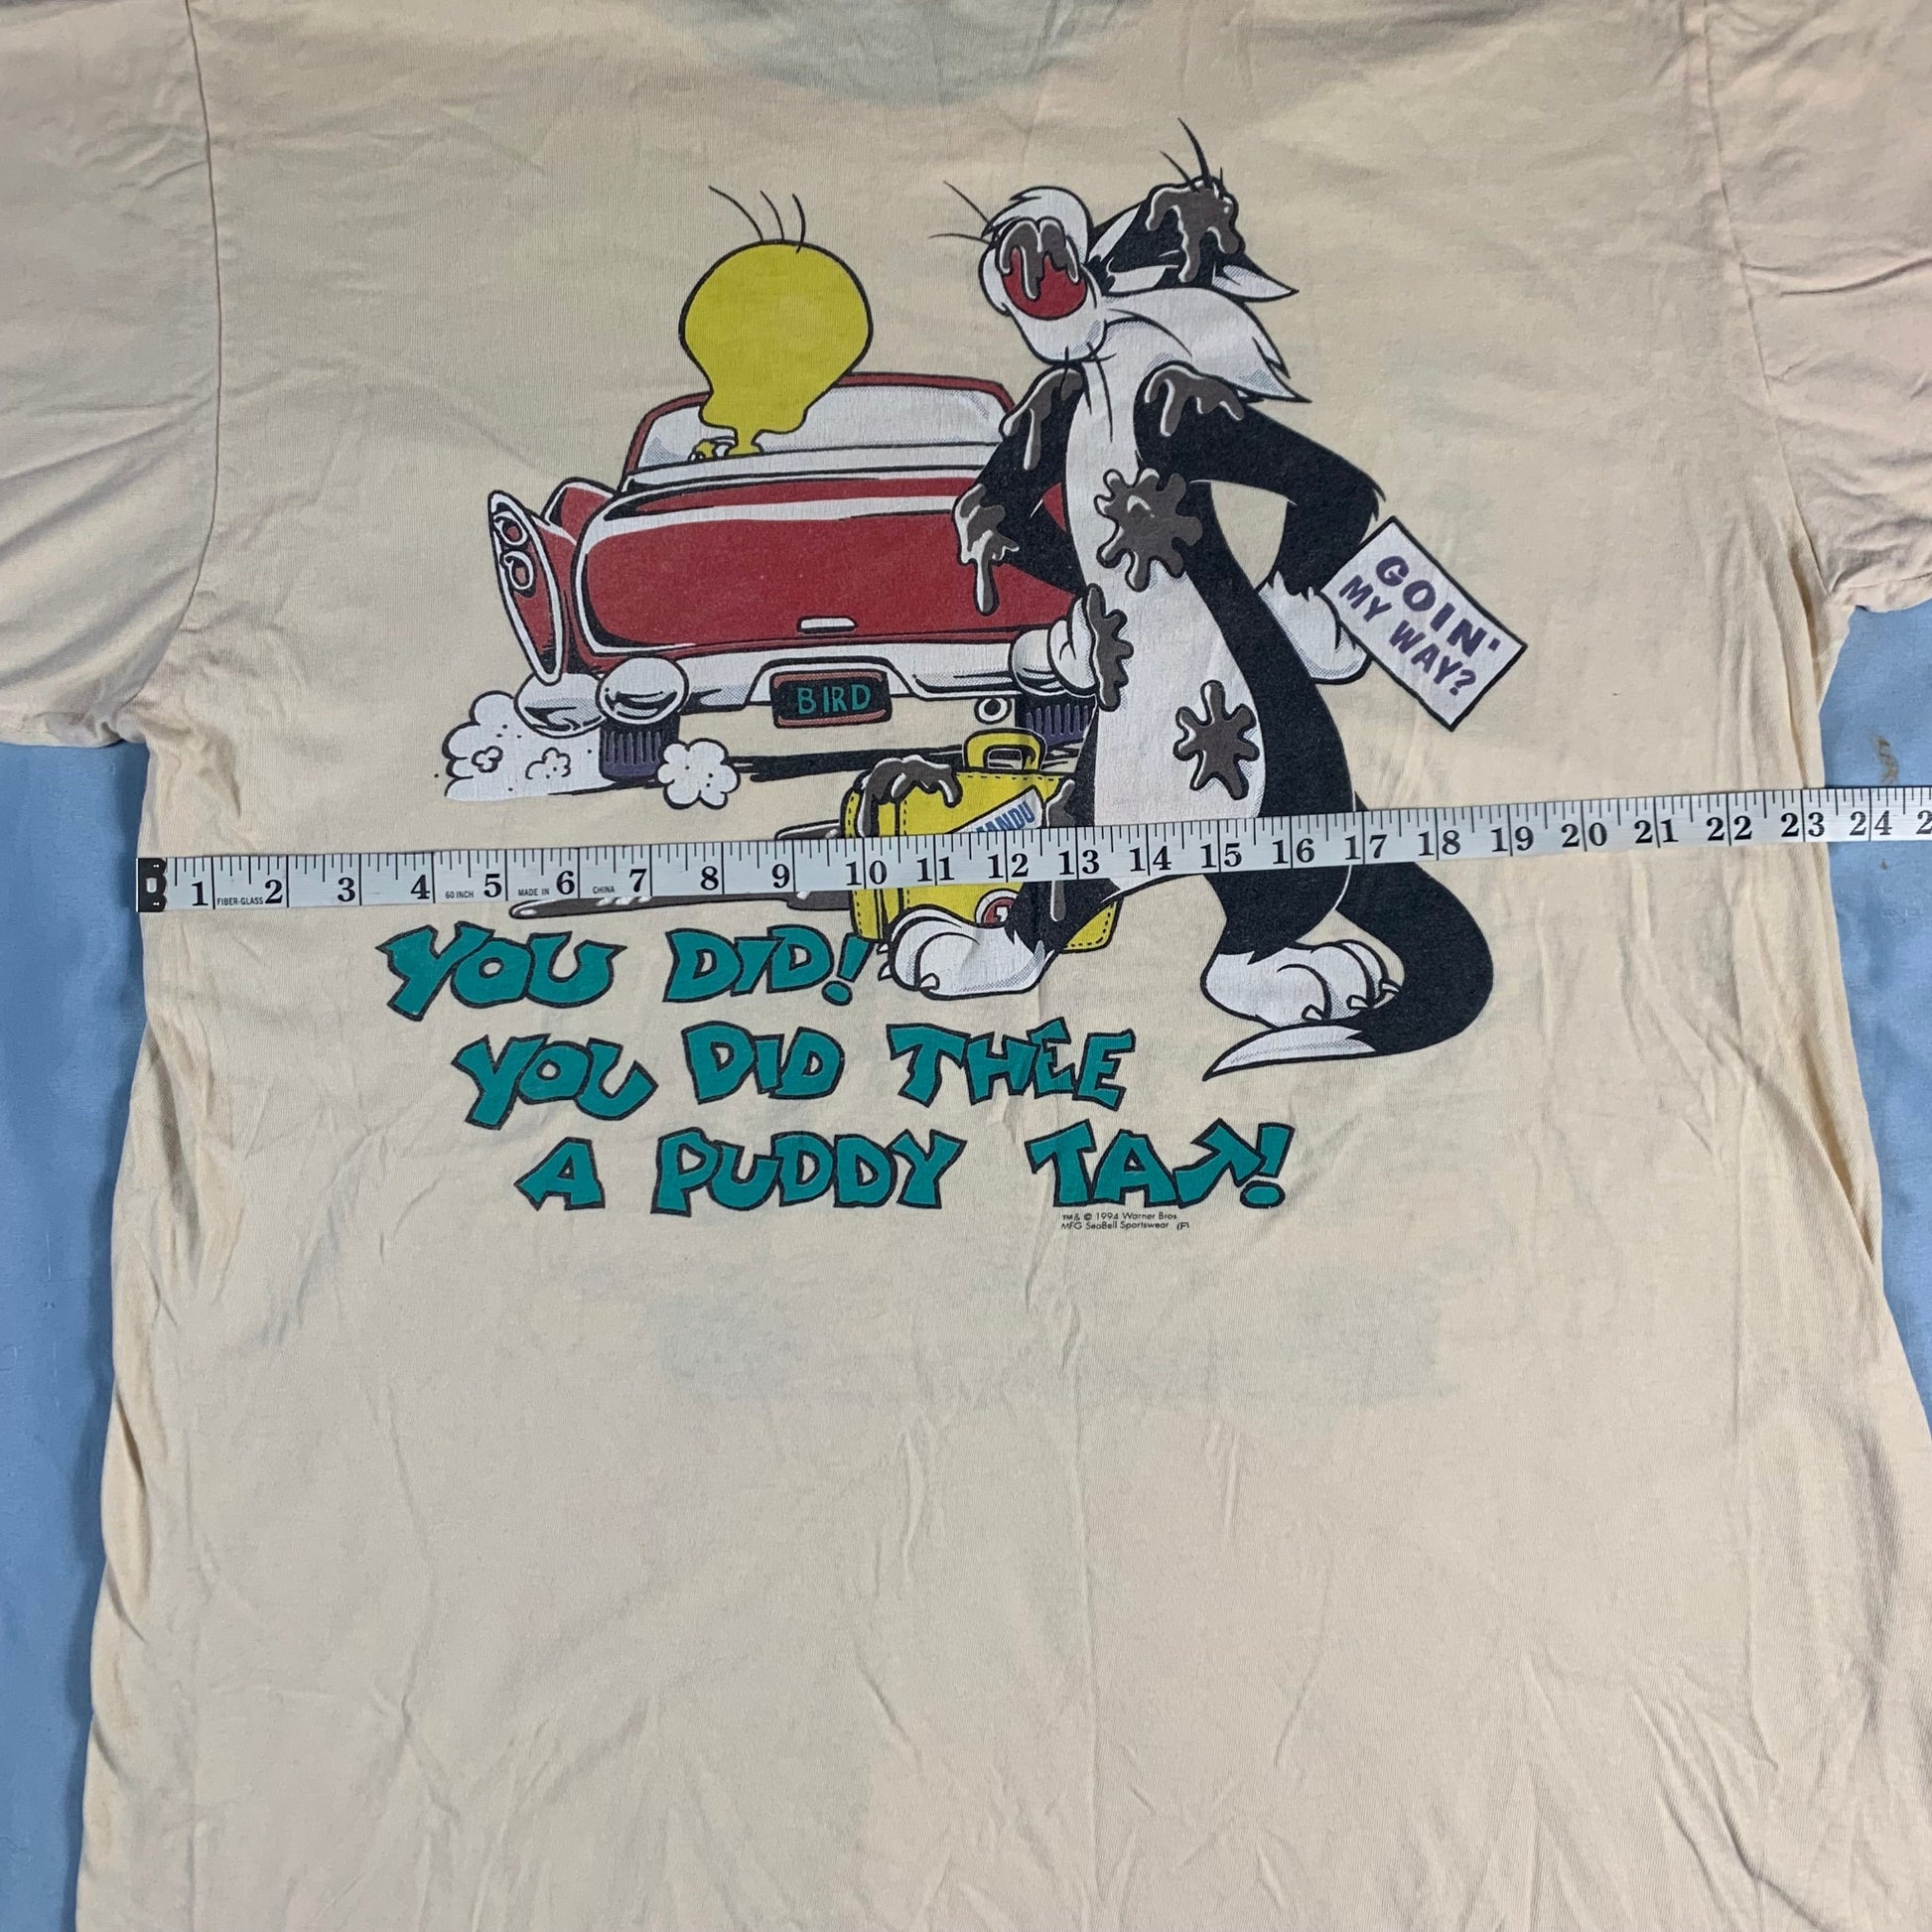 GOIN'
MY WAY?
BIRD
1 2 3 4 5 6 7 8 9 10 11 12 13 14 15 16 17 18 19 20 21 22 23 24 2
FIBER-GLASS 60 INCH MADE IN CHINA
YOU DID!
YOU DID THEE
A PUDDY TAT!
TM & © 1994 Warner Bros.
MFG SeaBell Sportswear (F)